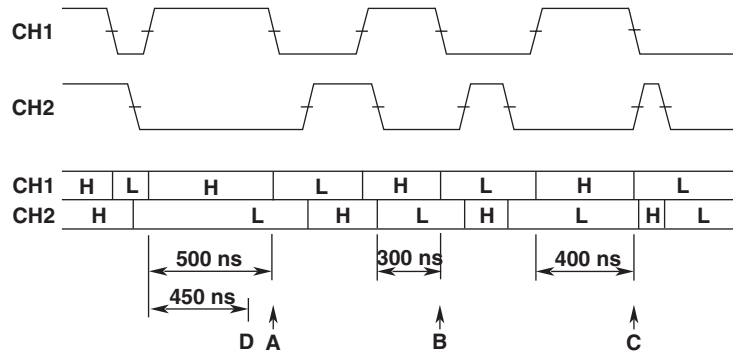 CH1
CH2
CH1 H L H L H L H L
CH2 H L H L H L H L
500 ns 300 ns 400 ns
450 ns
D A B C